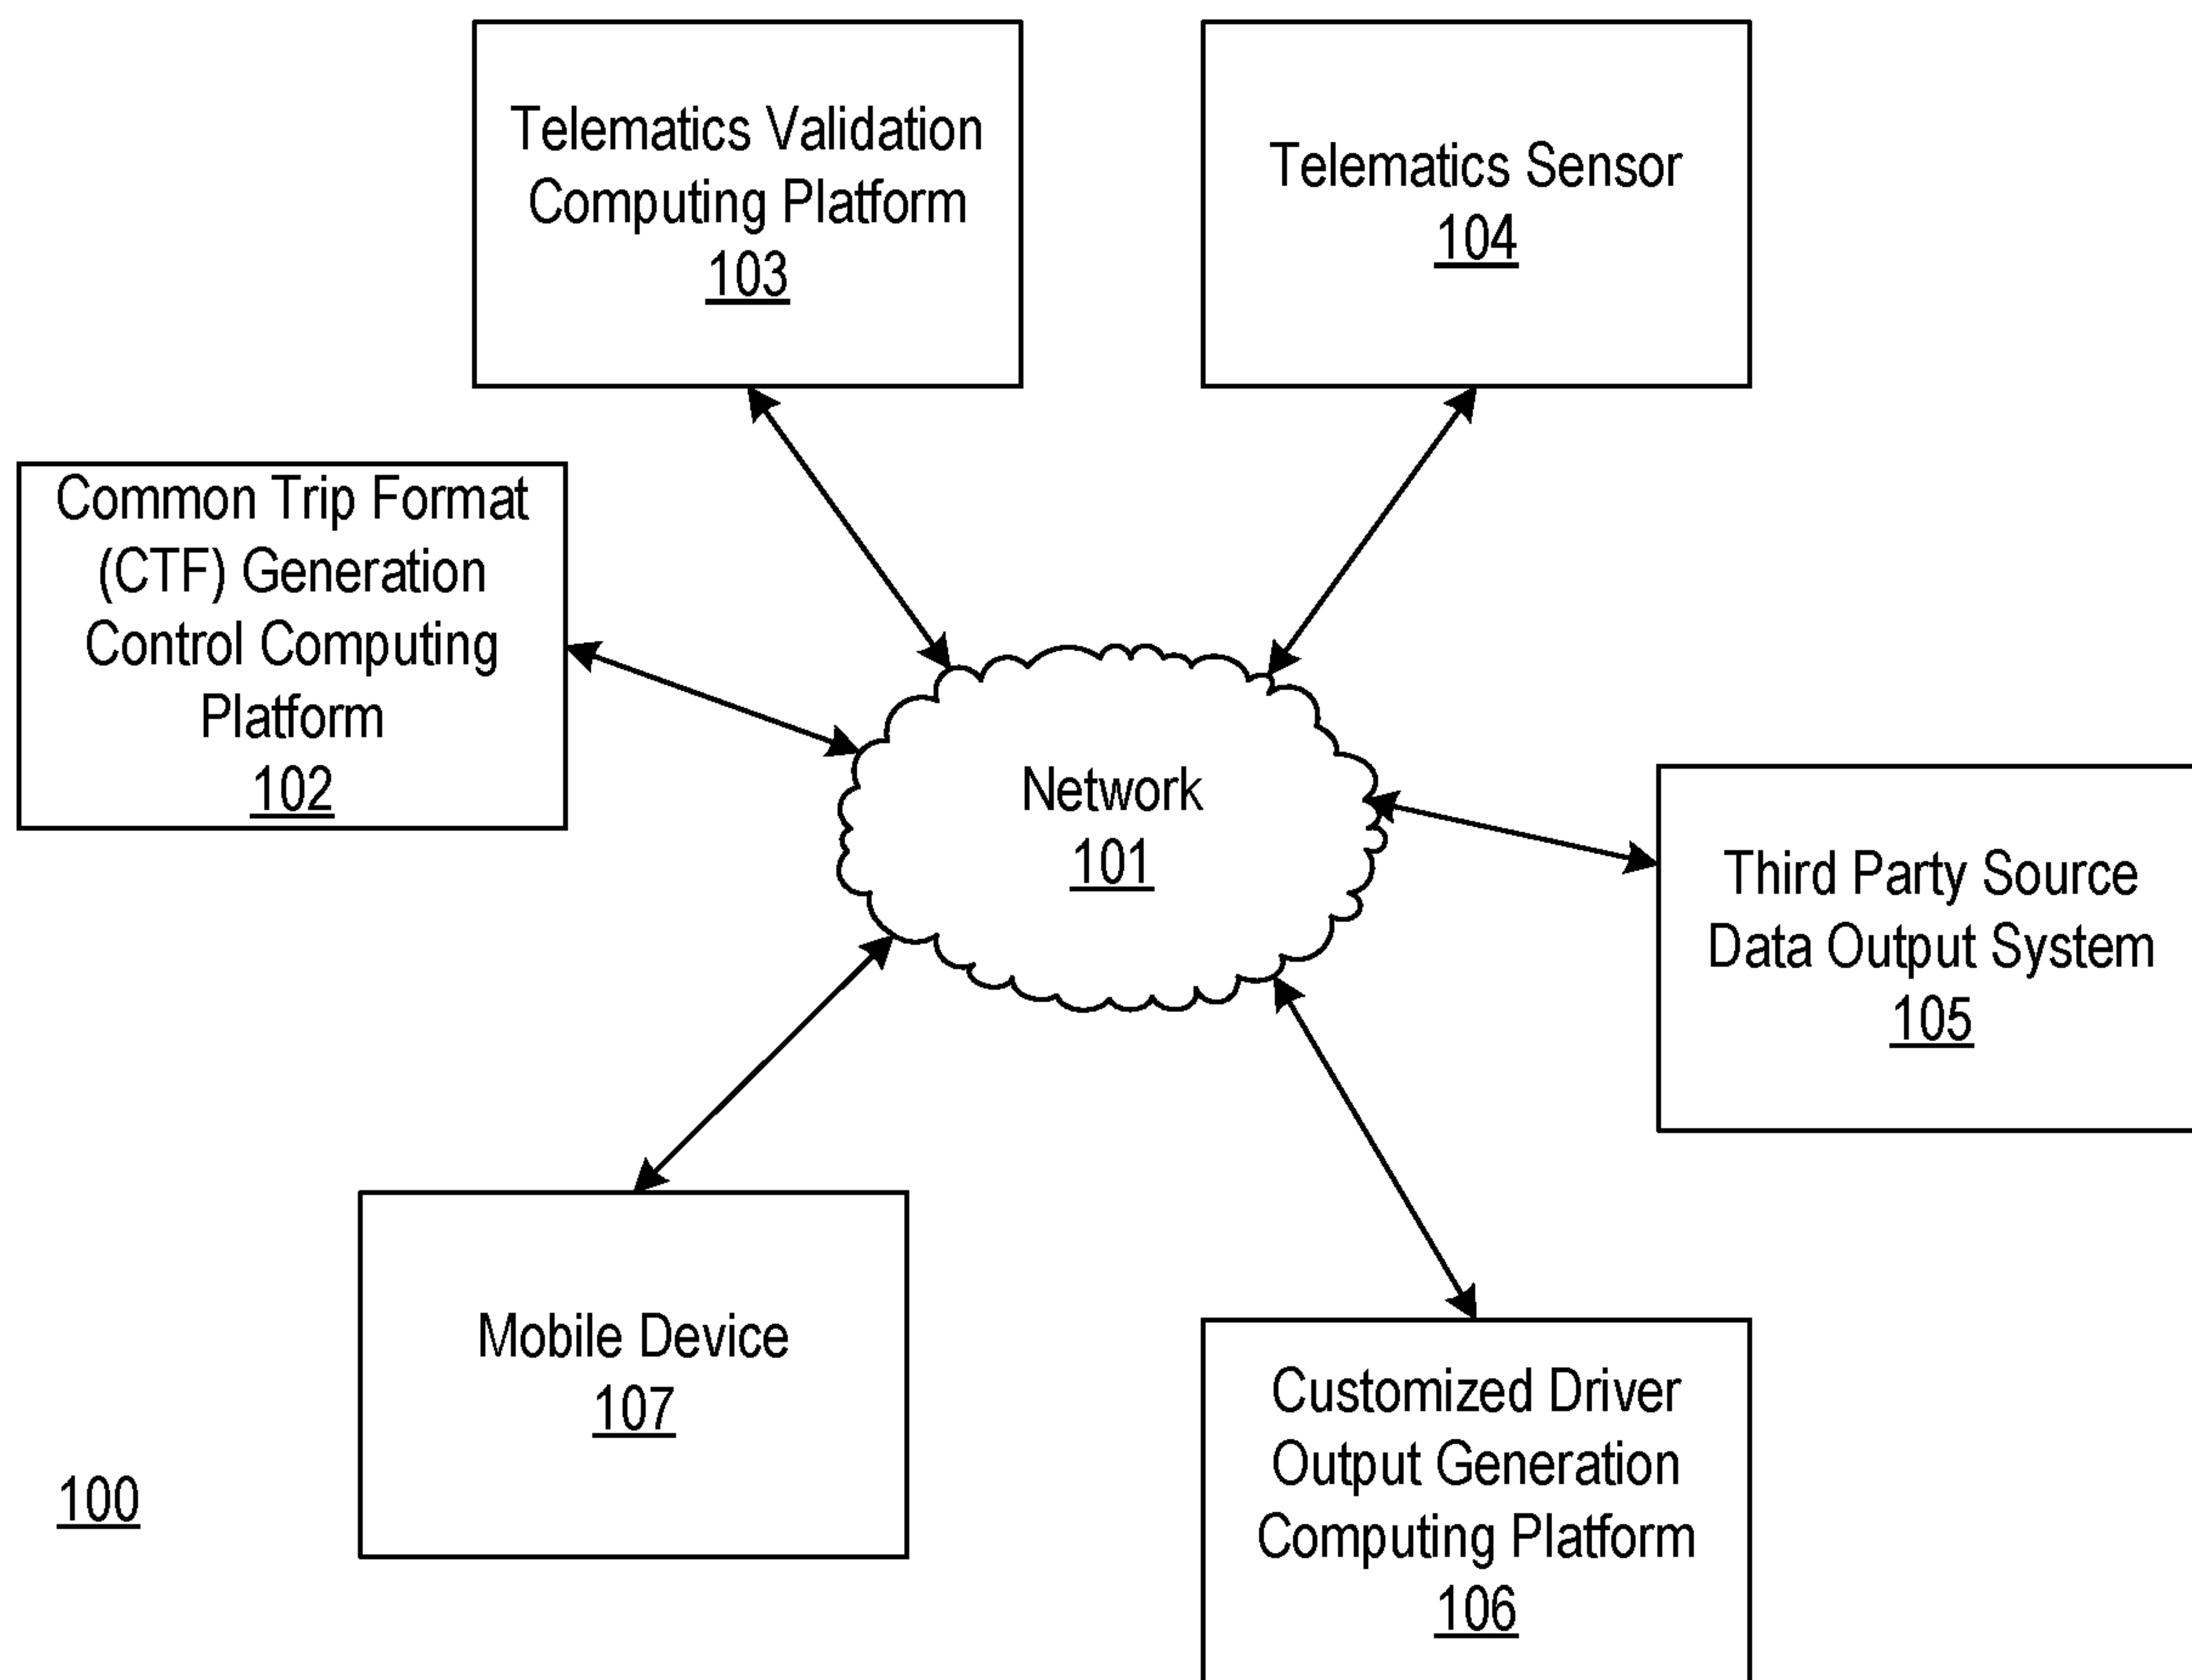 Telematics Validation
Computing Platform
103
Telematics Sensor
104
Common Trip Format
(CTF) Generation
Control Computing
Platform
102
Network
101
Third Party Source
Data Output System
105
Mobile Device
107
Customized Driver
Output Generation
Computing Platform
106
100